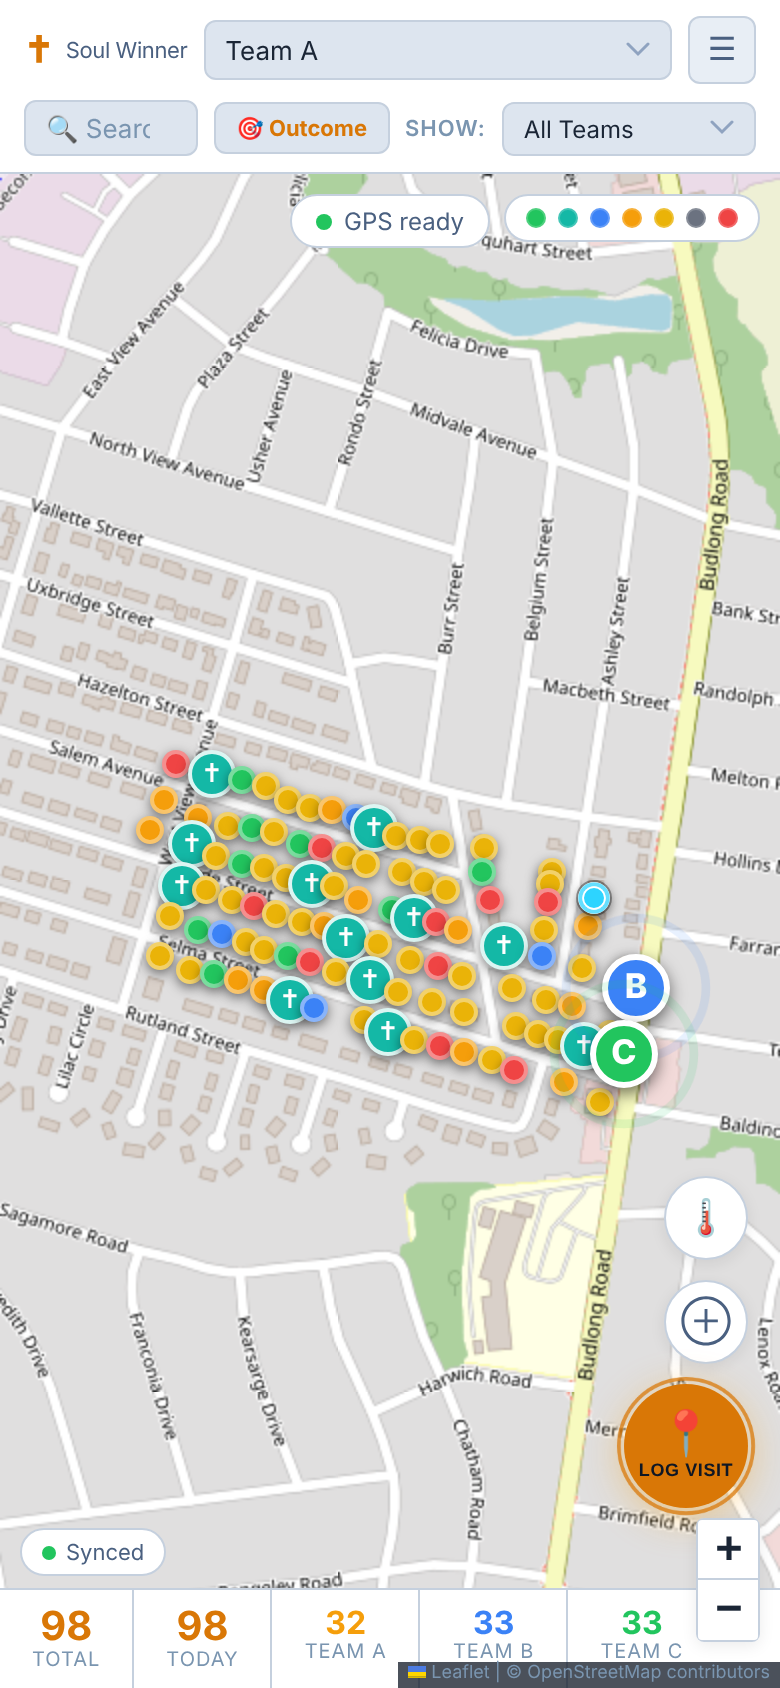 ✝ Soul Winner
Team A
☰
🔍 Searc
🎯 Outcome
SHOW:
All Teams
GPS ready
quhart Street
Felicia Drive
East View Avenue
Plaza Street
Usher Avenue
Rondo Street
Midvale Avenue
North View Avenue
Vallette Street
Budlong Road
Uxbridge Street
Burr Street
Belgium Street
Ashley Street
Bank Str
Hazelton Street
Macbeth Street
Randolph
Salem Avenue
Melton
Hollins
Farrar
Selma Street
B
C
Rutland Street
Lilac Circle
Baldino
Sagamore Road
Franconia Drive
Kearsarge Drive
Budlong Road
Harwich Road
Chatham Road
Lenox Roa
LOG VISIT
Brimfield Ro
Synced
+
−
98
TOTAL
98
TODAY
32
TEAM A
33
TEAM B
33
TEAM C
Leaflet | © OpenStreetMap contributors